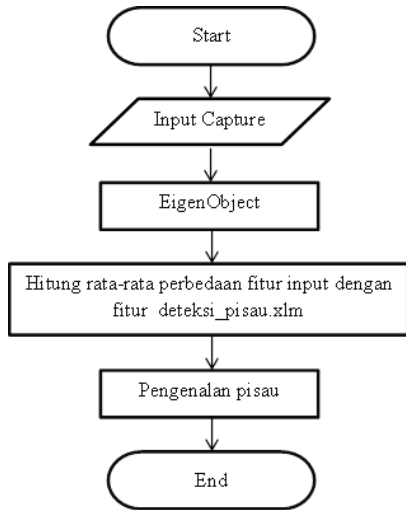 Start
Input Capture
EigenObject
Hitung rata-rata perbedaan fitur input dengan
fitur deteksi_pisau.xlm
Pengenalan pisau
End